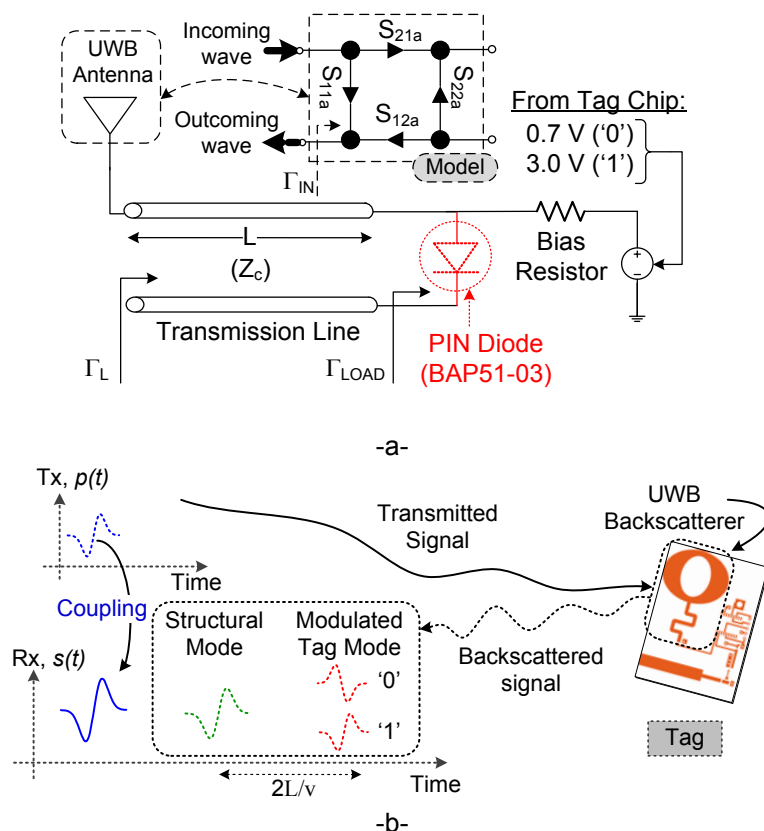 UWB
Antenna
Incoming
wave
Outcoming
wave
S21a
S11a
S22a
S12a
Model
ΓIN
From Tag Chip:
0.7 V (‘0’)
3.0 V (‘1’)
L
(Zc)
Bias
Resistor
+
-
Transmission Line
ΓL
ΓLOAD
PIN Diode
(BAP51-03)
-a-
Tx, p(t)
Time
Coupling
Rx, s(t)
Transmitted
Signal
UWB
Backscatterer
Structural
Mode
Modulated
Tag Mode
‘0’
‘1’
Backscattered
signal
Tag
2L/v
Time
-b-